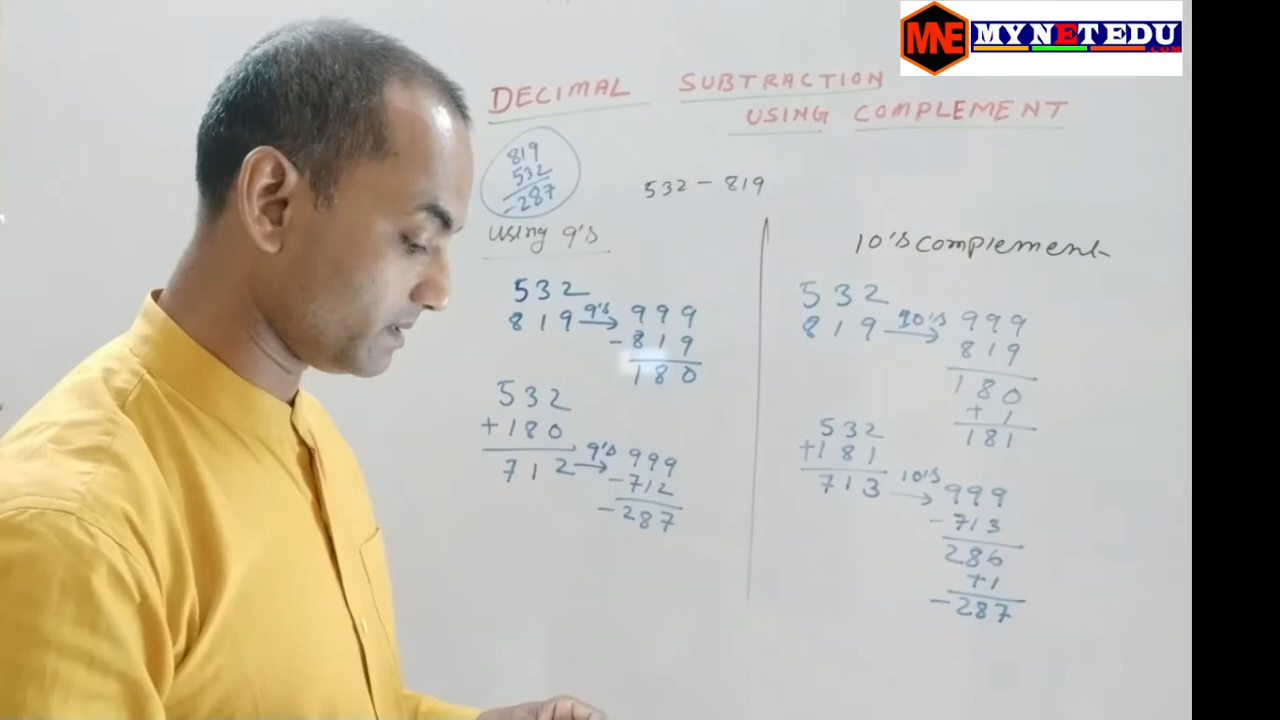 MNE MYNETEDU
.COM
DECIMAL SUBTRACTION
USING COMPLEMENT
819
532
-287
532 - 819
using 9's
532
819 9's→ 999
-819
180
532
+180
712 9's→ 999
-712
-287
10's complement
532
819 10's→ 999
819
180
+1
181
532
+181
713 10's→ 999
-713
286
+1
-287